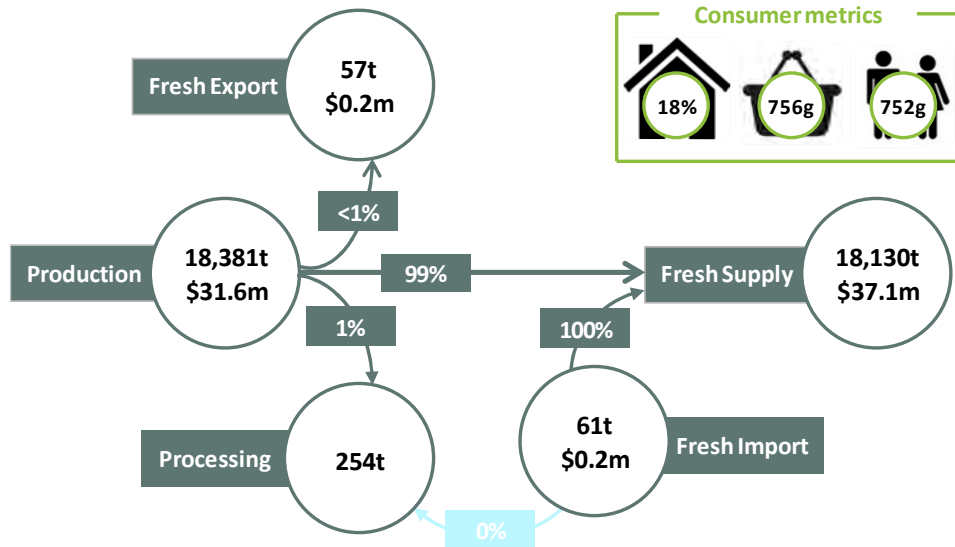 Consumer metrics
18%
756g
752g
Fresh Export
57t
$0.2m
<1%
Production
18,381t
$31.6m
99%
Fresh Supply
18,130t
$37.1m
1%
100%
Processing
254t
61t
$0.2m
Fresh Import
0%